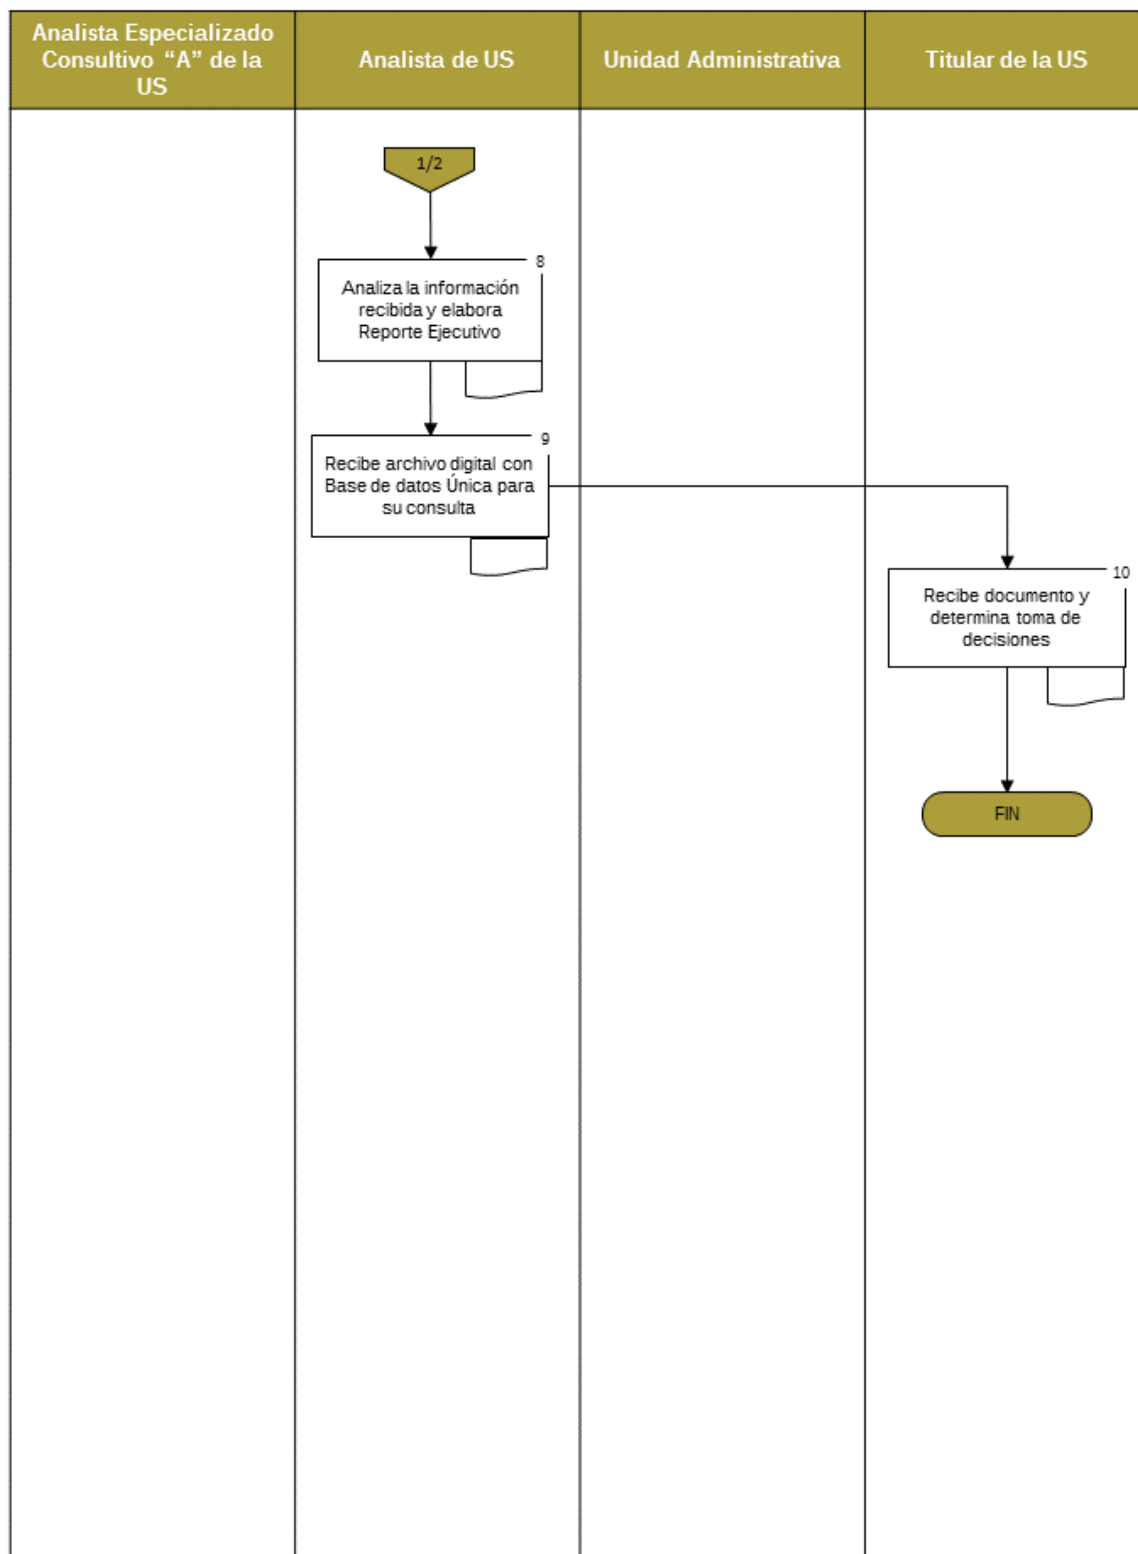 Analista Especializado
Consultivo “A” de la
US
Analista de US
Unidad Administrativa
Titular de la US
1/2
8
Analiza la información
recibida y elabora
Reporte Ejecutivo
9
Recibe archivo digital con
Base de datos Única para
su consulta
10
Recibe documento y
determina toma de
decisiones
FIN